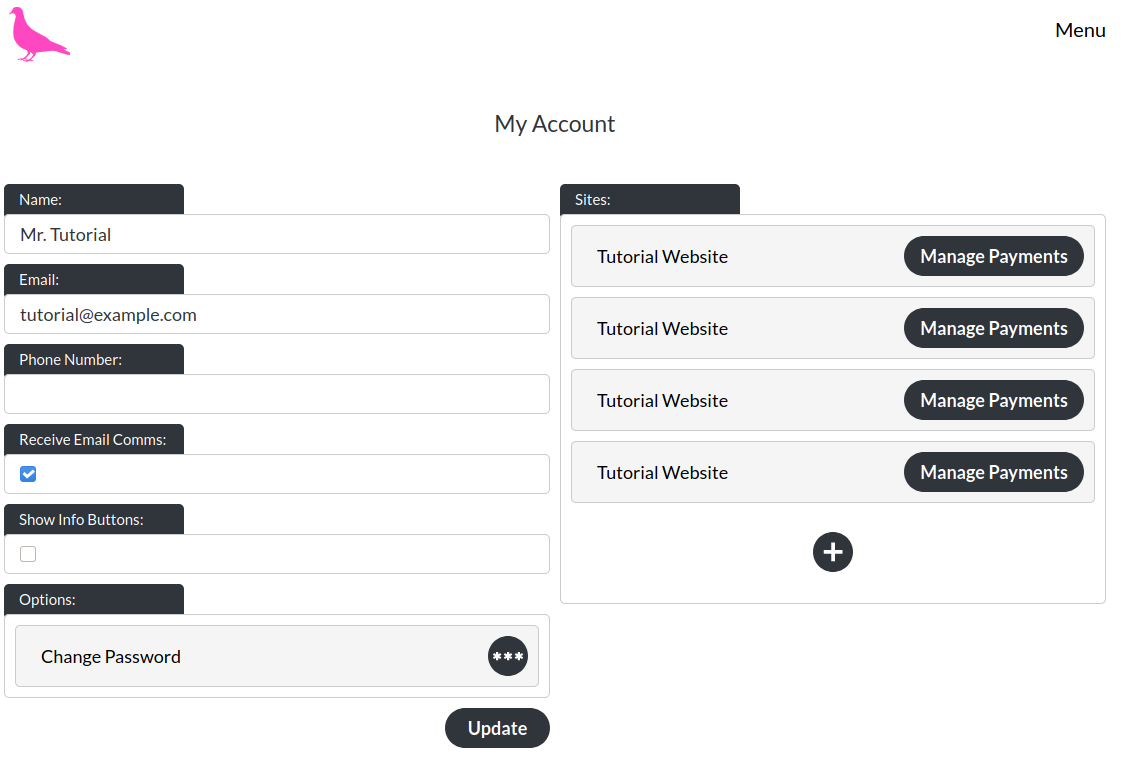 Menu
My Account
Name:
Mr. Tutorial
Email:
tutorial@example.com
Phone Number:
Receive Email Comms:
Show Info Buttons:
Options:
Change Password
***
Update
Sites:
Tutorial Website Manage Payments
Tutorial Website Manage Payments
Tutorial Website Manage Payments
Tutorial Website Manage Payments